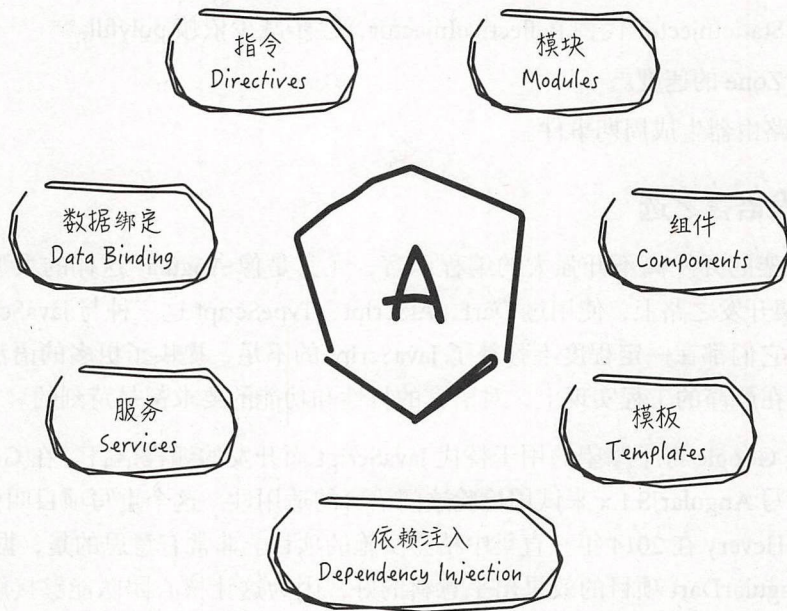 指令
Directives
模块
Modules
数据绑定
Data Binding
组件
Components
A
服务
Services
模板
Templates
依赖注入
Dependency Injection